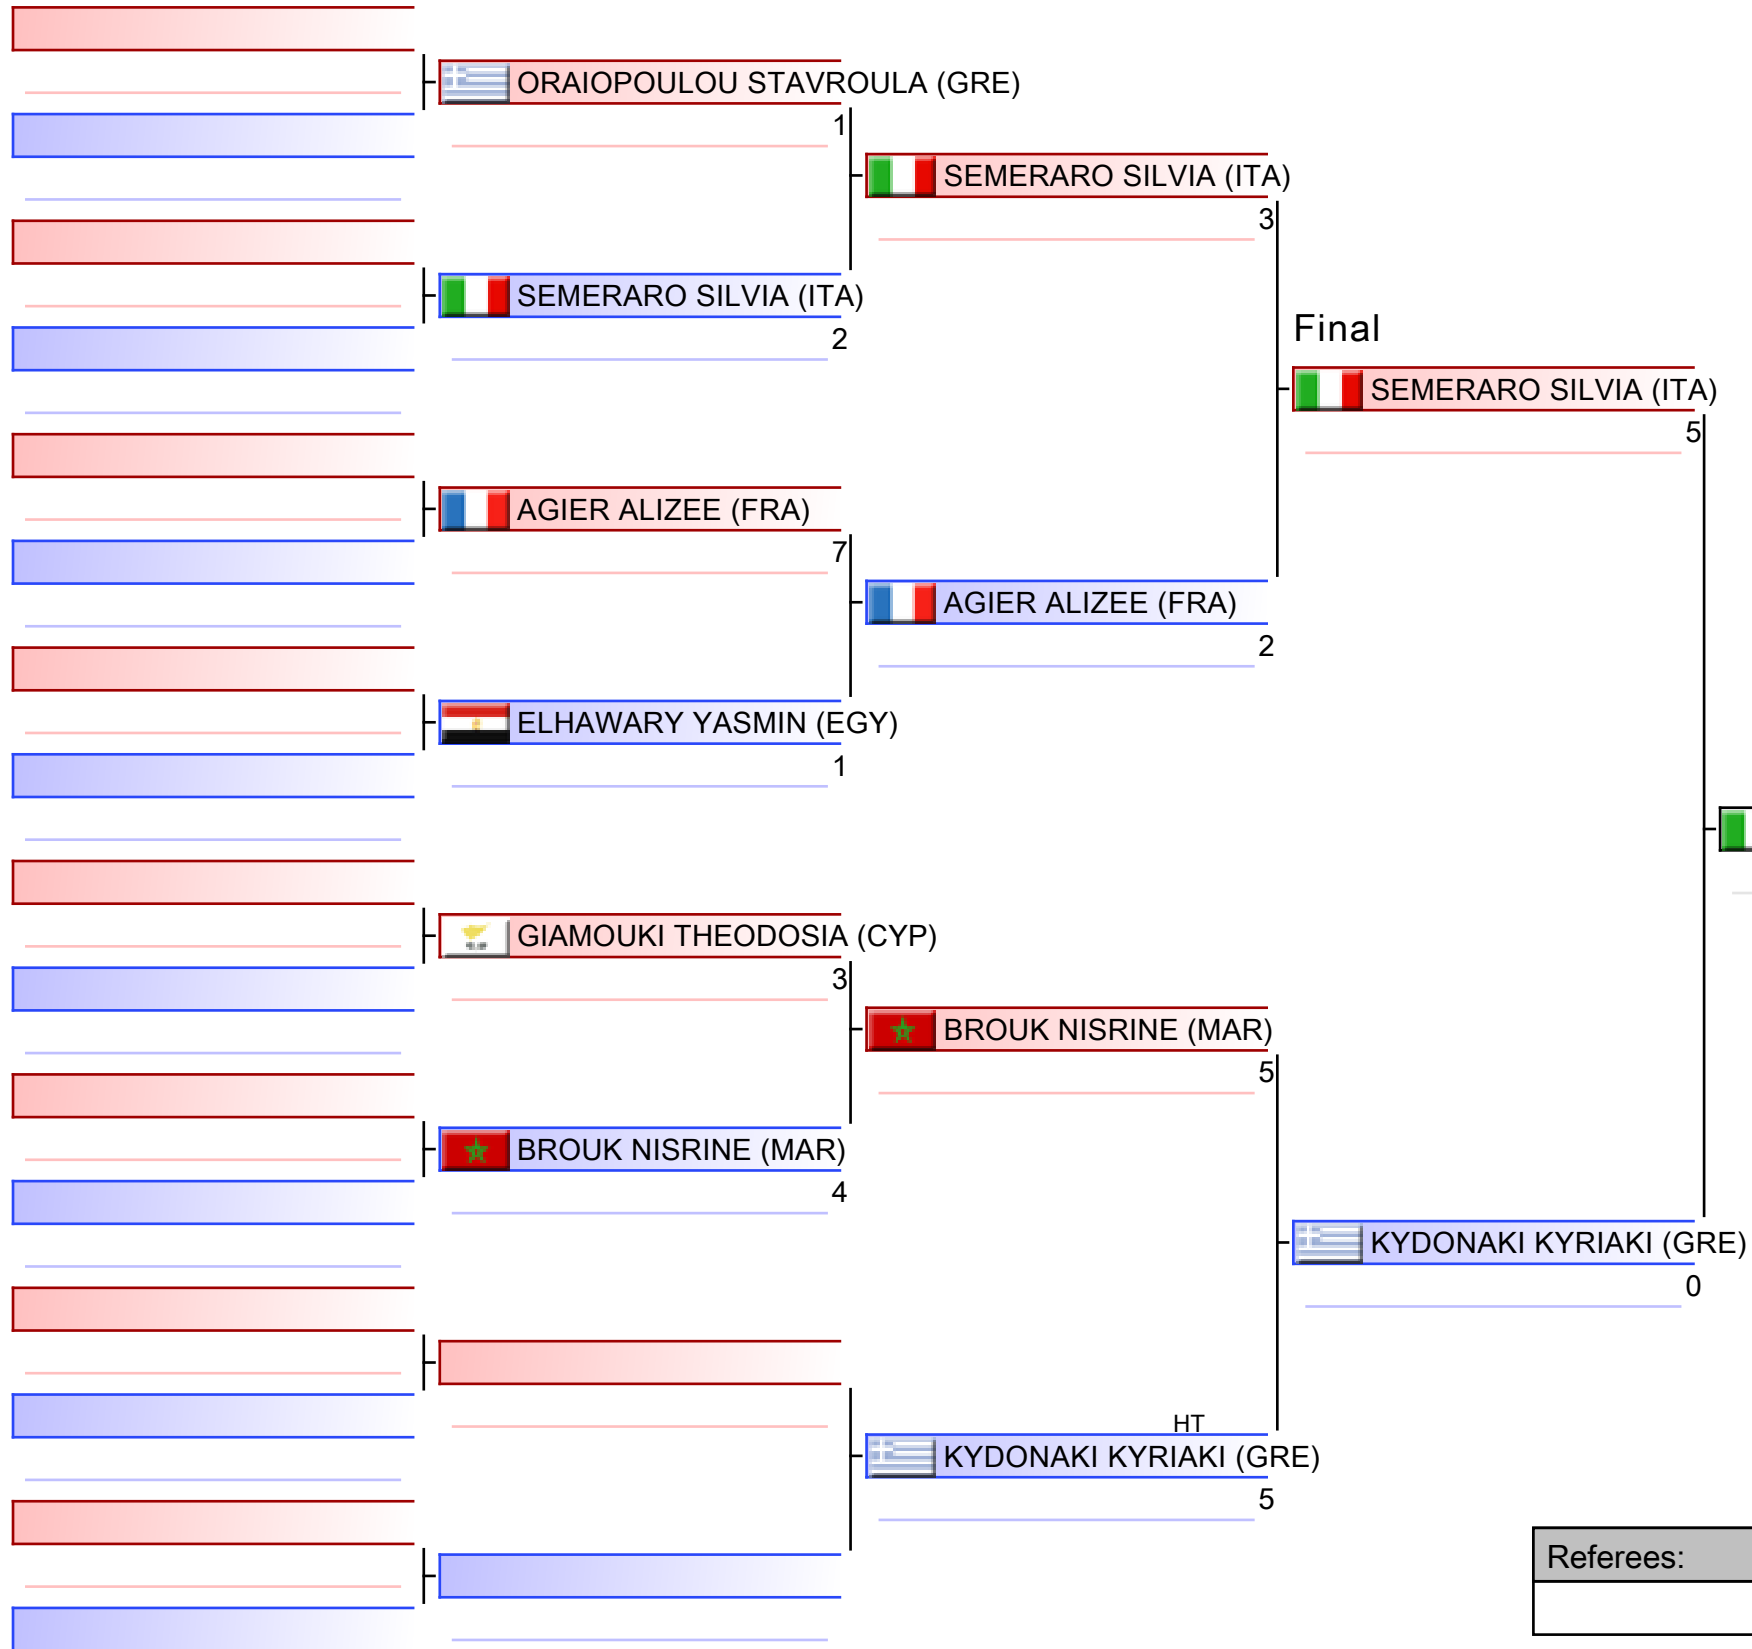 ORAIOPOULOU STAVROULA (GRE)
1
SEMERARO SILVIA (ITA)
2
AGIER ALIZEE (FRA)
7
ELHAWARY YASMIN (EGY)
1
GIAMOUKI THEODOSIA (CYP)
3
BROUK NISRINE (MAR)
4
SEMERARO SILVIA (ITA)
3
AGIER ALIZEE (FRA)
2
BROUK NISRINE (MAR)
5
HT
KYDONAKI KYRIAKI (GRE)
5
Final
SEMERARO SILVIA (ITA)
5
KYDONAKI KYRIAKI (GRE)
0
Referees: